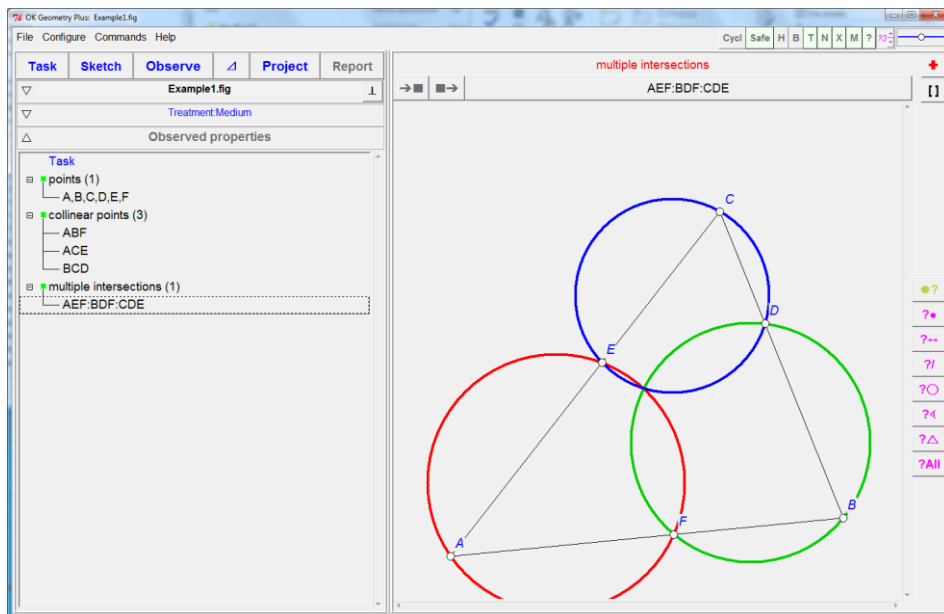 OK Geometry Plus: Example1.fig
File Configure Commands Help
Cycl Safe H B T N X M ? ??
Task Sketch Observe ⊿ Project Report
▽ Example1.fig ⊥
▽ Treatment:Medium
△ Observed properties
Task
points (1)
A,B,C,D,E,F
collinear points (3)
ABF
ACE
BCD
multiple intersections (1)
AEF:BDF:CDE
multiple intersections
AEF:BDF:CDE
[ ]
C
D
E
B
F
A
?
?●
?
?/
?○
?∢
?△
?All